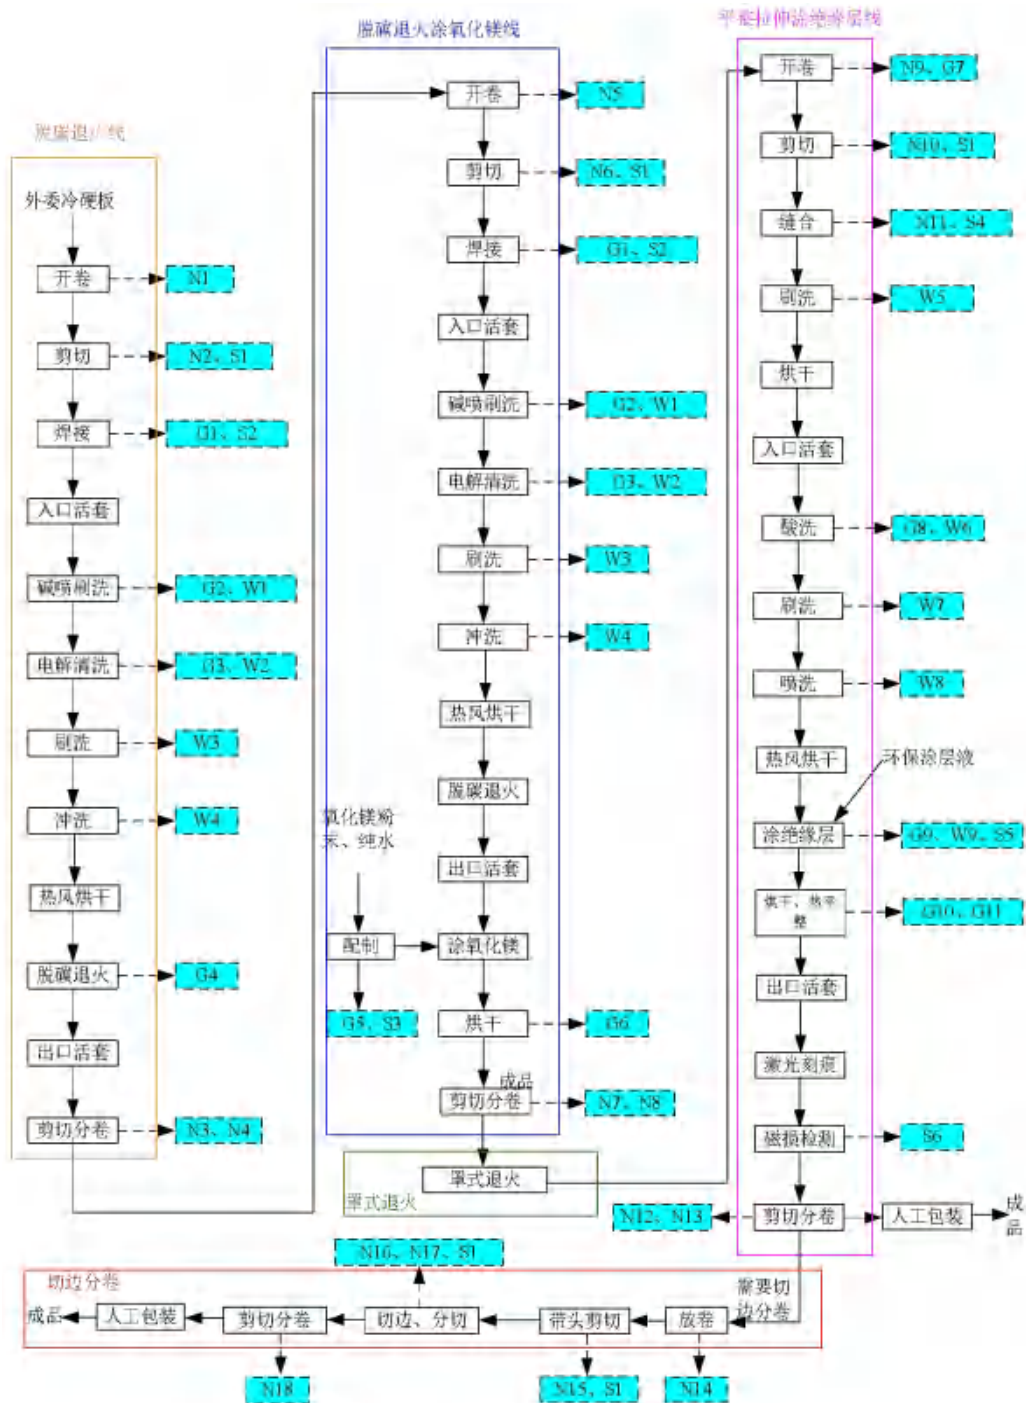 脱碳退火线
外委冷硬板
开卷
N1
剪切
N2、S1
焊接
G1、S2
入口活套
碱喷刷洗
G2、W1
电解清洗
G3、W2
刷洗
W3
冲洗
W4
热风烘干
脱碳退火
G4
出口活套
剪切分卷
N3、N4
脱碳退火涂氧化镁线
开卷
N5
剪切
N6、S1
焊接
G1、S2
入口活套
碱喷刷洗
G2、W1
电解清洗
G3、W2
刷洗
W3
冲洗
W4
热风烘干
脱碳退火
出口活套
氧化镁粉
末、纯水
配制
G5、S3
涂氧化镁
烘干
G6
成品
剪切分卷
N7、N8
罩式退火
罩式退火
平整拉伸涂绝缘层线
开卷
N9、G7
剪切
N10、S1
缝合
N11、S4
刷洗
W5
烘干
入口活套
酸洗
G8、W6
刷洗
W7
喷洗
W8
热风烘干
环保涂层液
涂绝缘层
G9、W9、S5
烘干、热平
整
G10、G11
出口活套
激光刻痕
磁损检测
S6
N12、N13
剪切分卷
人工包装
成
品
切边分卷
需要切
边分卷
放卷
N14
带头剪切
N15、S1
切边、分切
N16、N17、S1
剪切分卷
N18
人工包装
成品